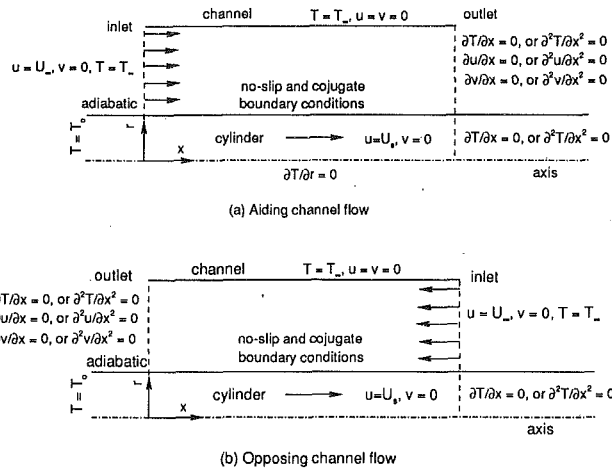 channel T = T∞, u = v = 0 outlet
inlet
∂T/∂x = 0, or ∂²T/∂x² = 0
∂u/∂x = 0, or ∂²u/∂x² = 0
∂v/∂x = 0, or ∂²v/∂x² = 0
u = U∞, v = 0, T = T∞
no-slip and cojugate
boundary conditions
adiabatic
T = T₀
r
x
cylinder u=Uₛ, v = 0
∂T/∂x = 0, or ∂²T/∂x² = 0
∂T/∂r = 0
axis
(a) Aiding channel flow
outlet channel T = T∞, u = v = 0 inlet
∂T/∂x = 0, or ∂²T/∂x² = 0
∂u/∂x = 0, or ∂²u/∂x² = 0
∂v/∂x = 0, or ∂²v/∂x² = 0
u = U∞, v = 0, T = T∞
no-slip and cojugate
boundary conditions
adiabatic
T = T₀
r
x
cylinder u=Uₛ, v = 0
∂T/∂x = 0, or ∂²T/∂x² = 0
axis
(b) Opposing channel flow